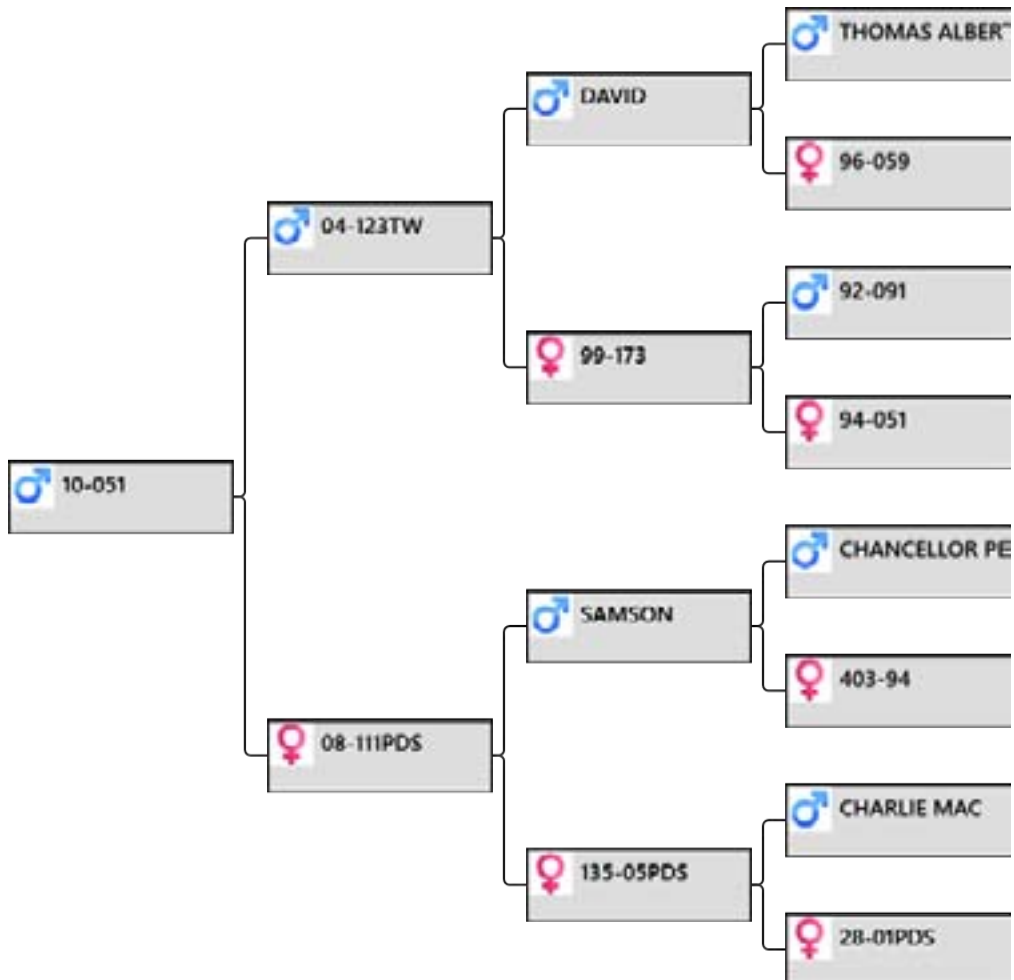 THOMAS ALBERT
DAVID
96-059
04-123TW
92-091
99-173
94-051
10-051
CHANCELLOR PE
SAMSON
403-94
08-111PDS
CHARLIE MAC
135-05PDS
28-01PDS